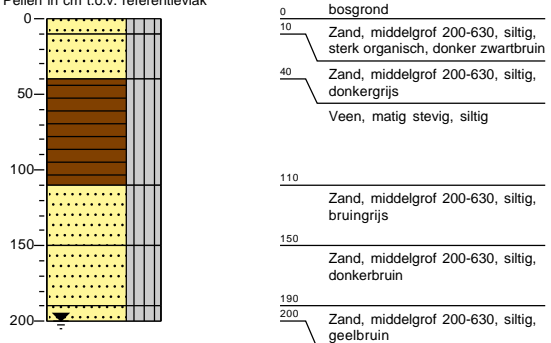 Peilen in cm t.o.v. referentievlak
0
50
100
150
200
0
bosgrond
10
Zand, middelgrof 200-630, siltig,
sterk organisch, donker zwartbruin
40
Zand, middelgrof 200-630, siltig,
donkergrijs
Veen, matig stevig, siltig
110
Zand, middelgrof 200-630, siltig,
bruingrijs
150
Zand, middelgrof 200-630, siltig,
donkerbruin
190
200
Zand, middelgrof 200-630, siltig,
geelbruin